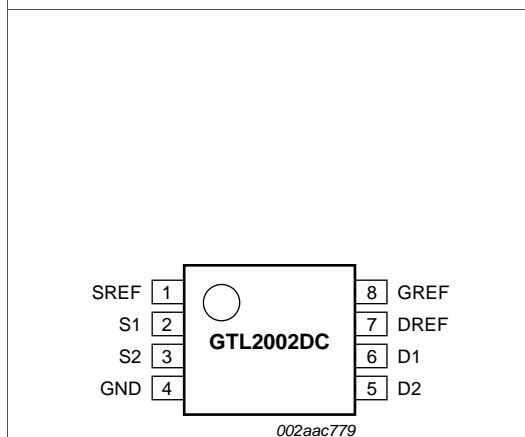 SREF 1 8 GREF
S1 2 7 DREF
GTL2002DC
S2 3 6 D1
GND 4 5 D2
002aac779